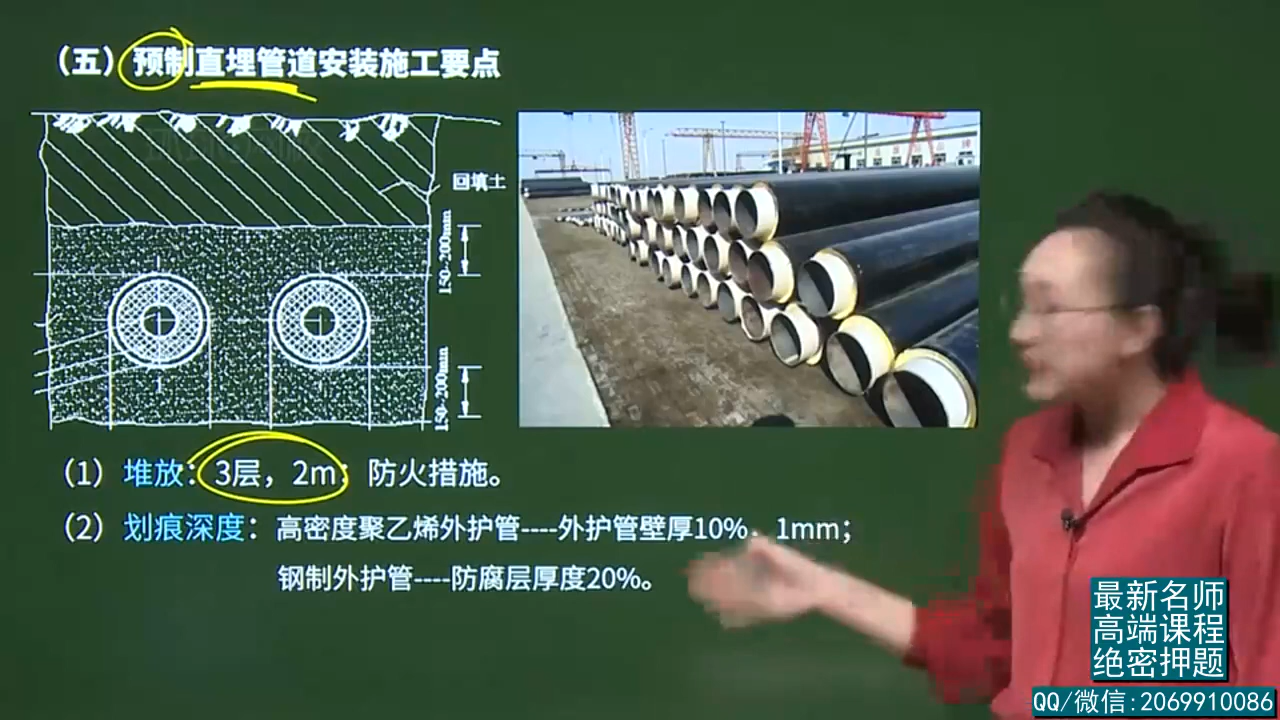 （五）预制直埋管道安装施工要点
回填土
150-200mm
150-200mm
（1）堆放：3层，2m；防火措施。
（2）划痕深度：高密度聚乙烯外护管----外护管壁厚10%，1mm；
钢制外护管----防腐层厚度20%。
最新名师
高端课程
绝密押题
QQ/微信:2069910086